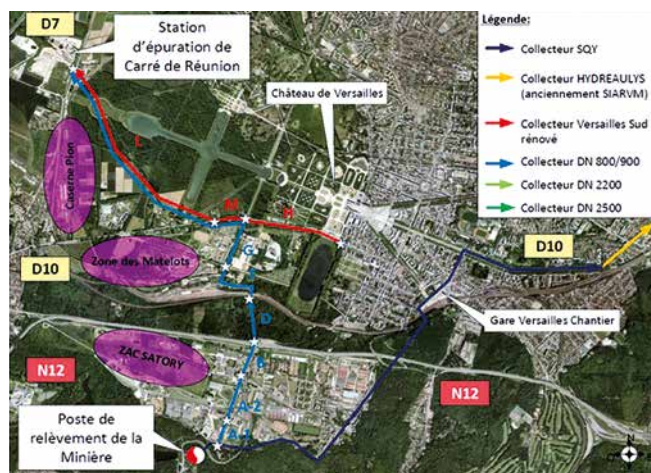 D7
Station
d'épuration de
Carré de Réunion
Château de Versailles
Légende:
Collecteur SQY
Collecteur HYDREAULYS
(anciennement SIARVM)
Collecteur Versailles Sud
rénové
Collecteur DN 800/900
Collecteur DN 2200
Collecteur DN 2500
Caserne Pion
L
M
H
G
Zone des Matelots
D10
D10
D
Gare Versailles Chantier
ZAC SATORY
B
N12
N12
A-2
A-1
Poste de
relèvement de la
Minière
N